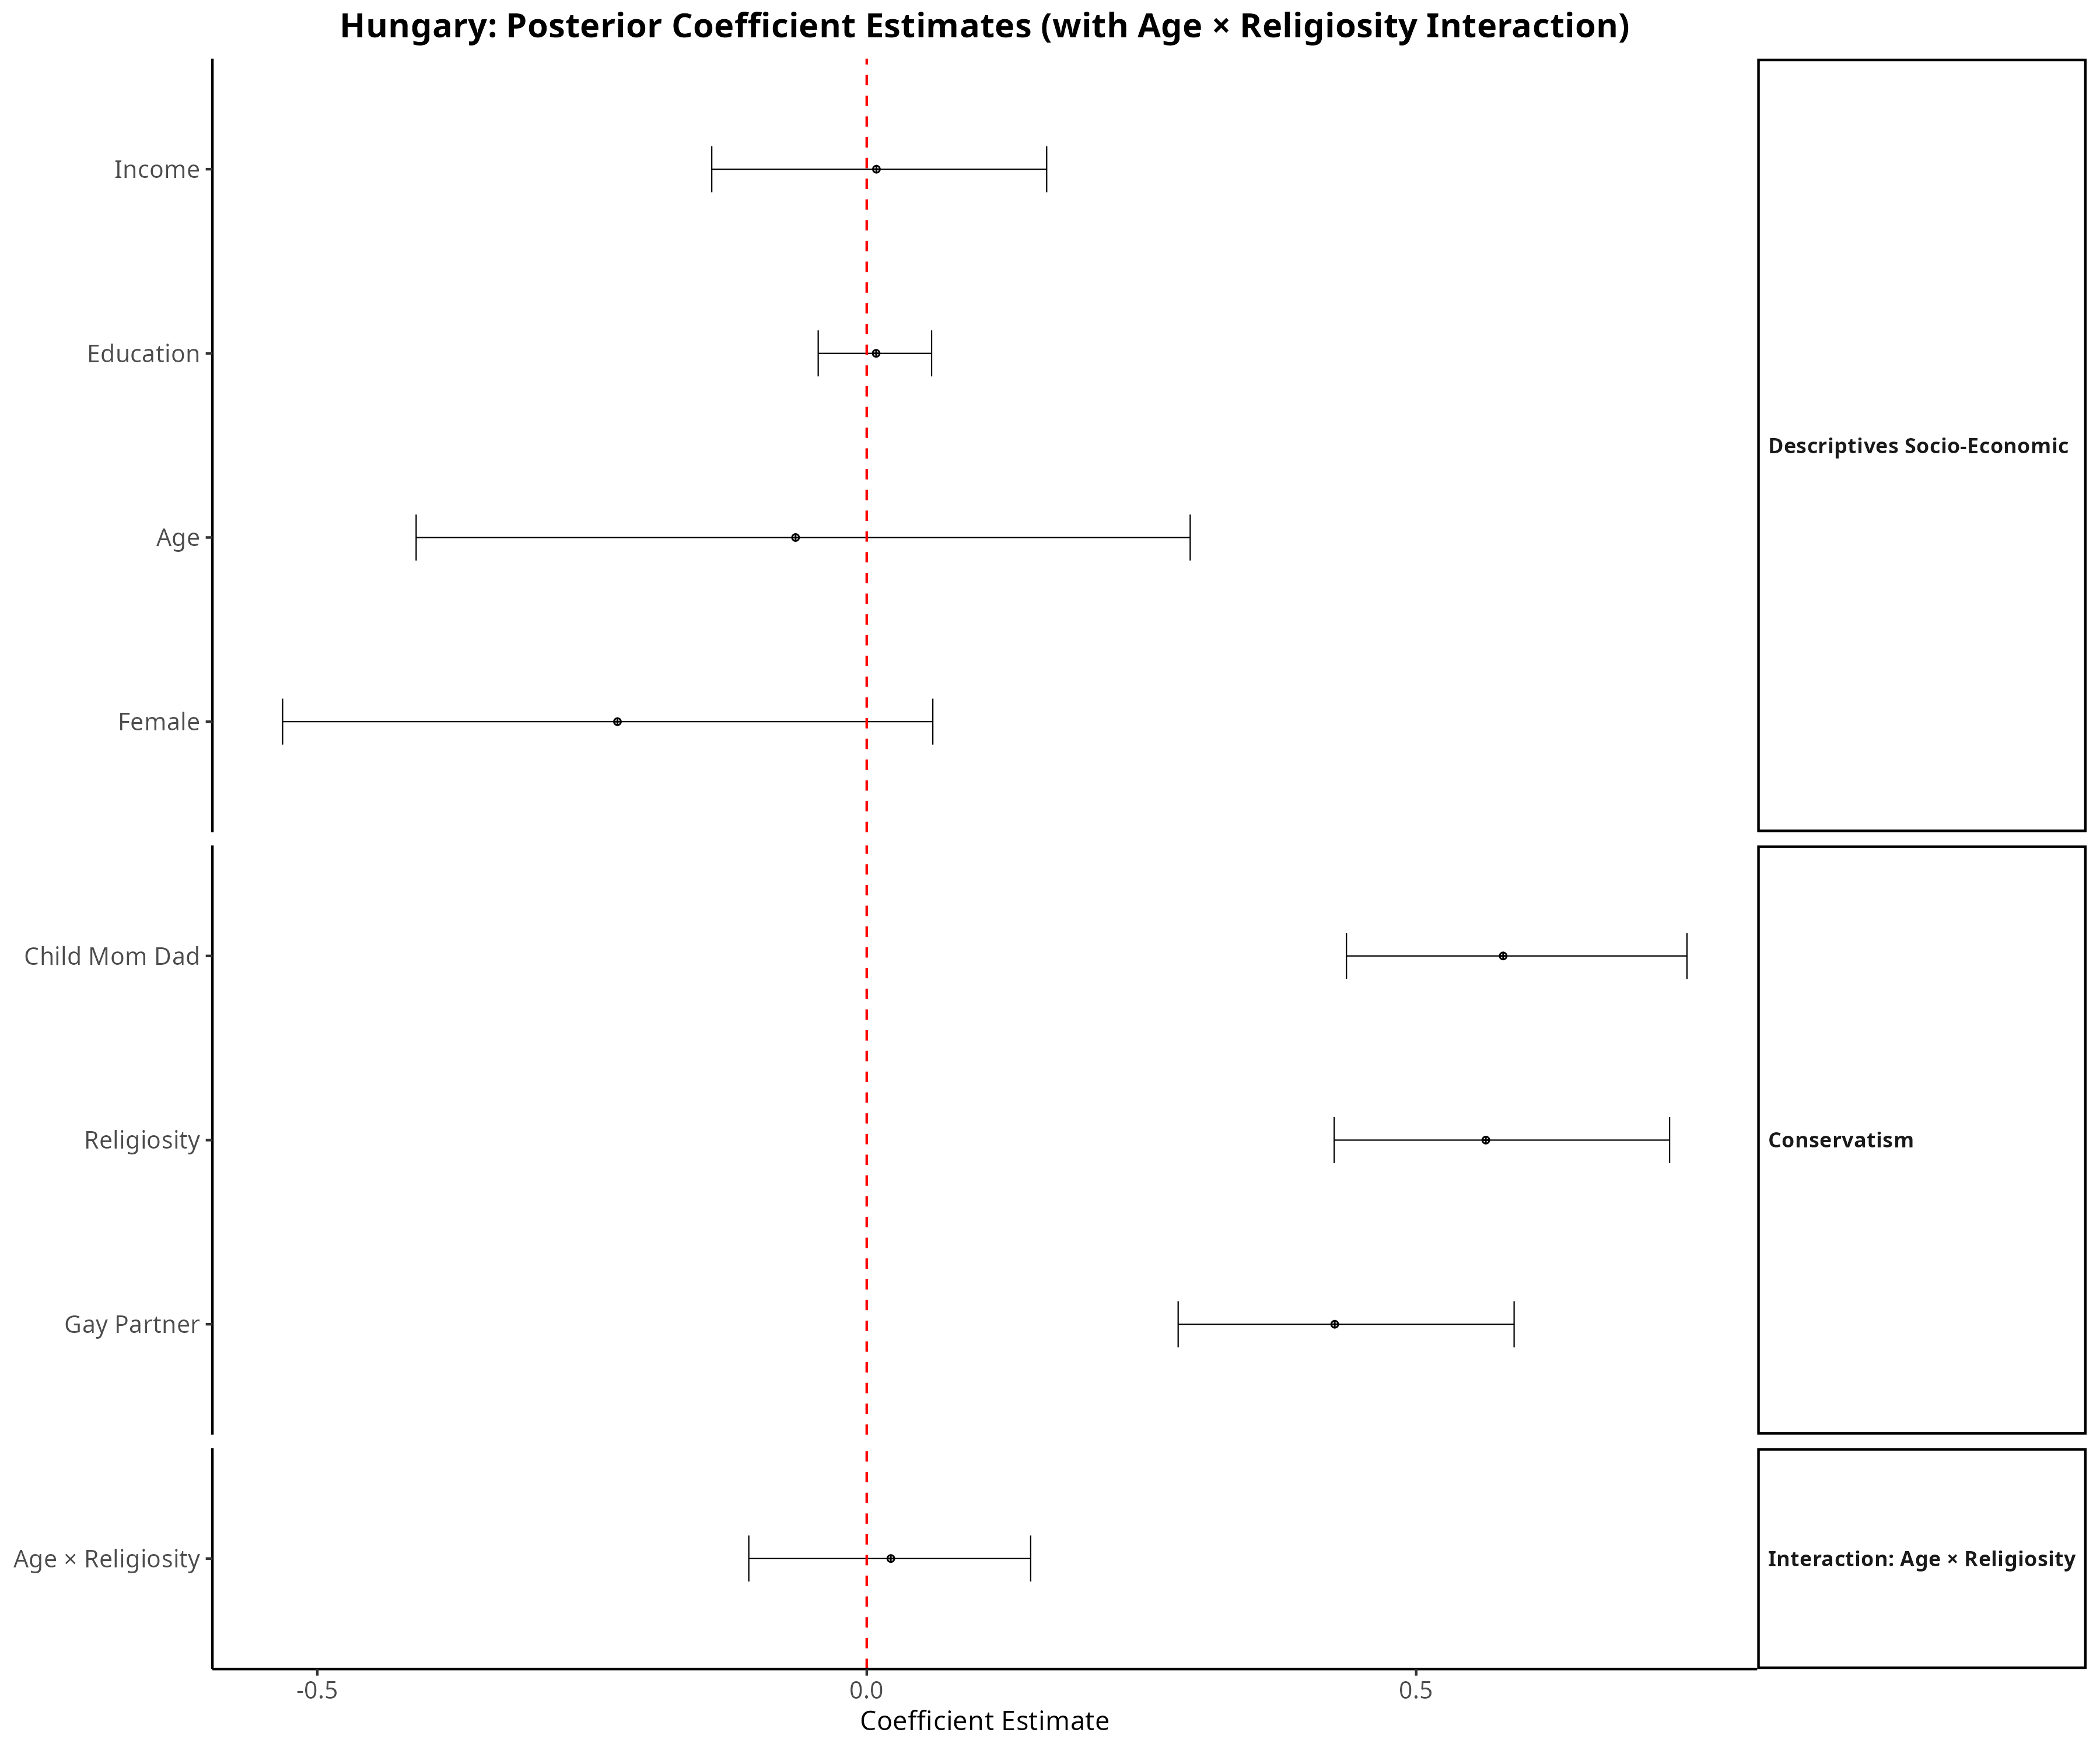 Hungary: Posterior Coefficient Estimates (with Age × Religiosity Interaction)
Income
Education
Age
Female
Descriptives Socio-Economic
Child Mom Dad
Religiosity
Gay Partner
Conservatism
Age × Religiosity
Interaction: Age × Religiosity
-0.5
0.0
0.5
Coefficient Estimate